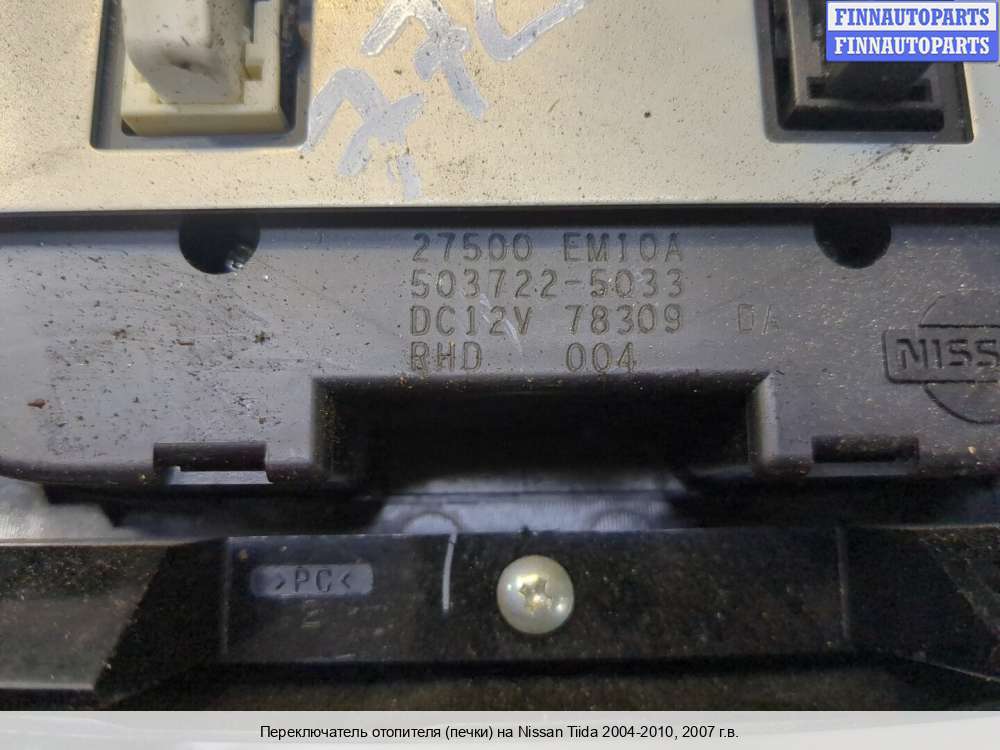 FINNAUTOPARTS
FINNAUTOPARTS
27500 EM10A
503722-5033
DC12V 78309 DA
RHD 004
>PC<
Переключатель отопителя (печки) на Nissan Tiida 2004-2010, 2007 г.в.